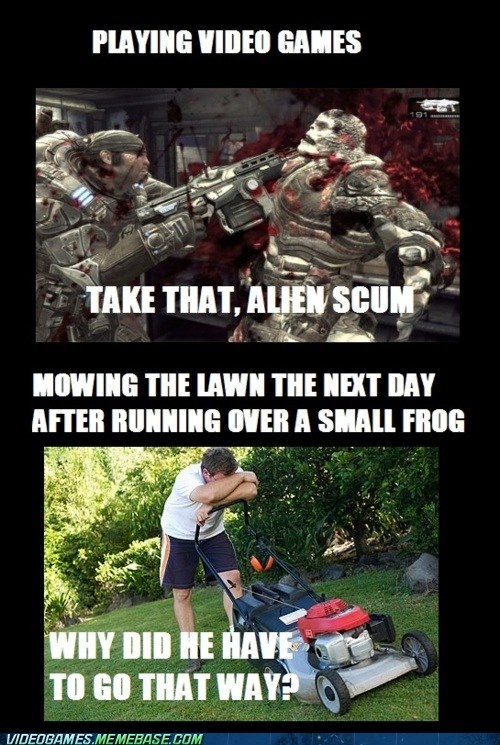 PLAYING VIDEO GAMES
191
TAKE THAT, ALIEN SCUM
MOWING THE LAWN THE NEXT DAY
AFTER RUNNING OVER A SMALL FROG
WHY DID HE HAVE
TO GO THAT WAY?
VIDEOGAMES.MEMEBASE.COM